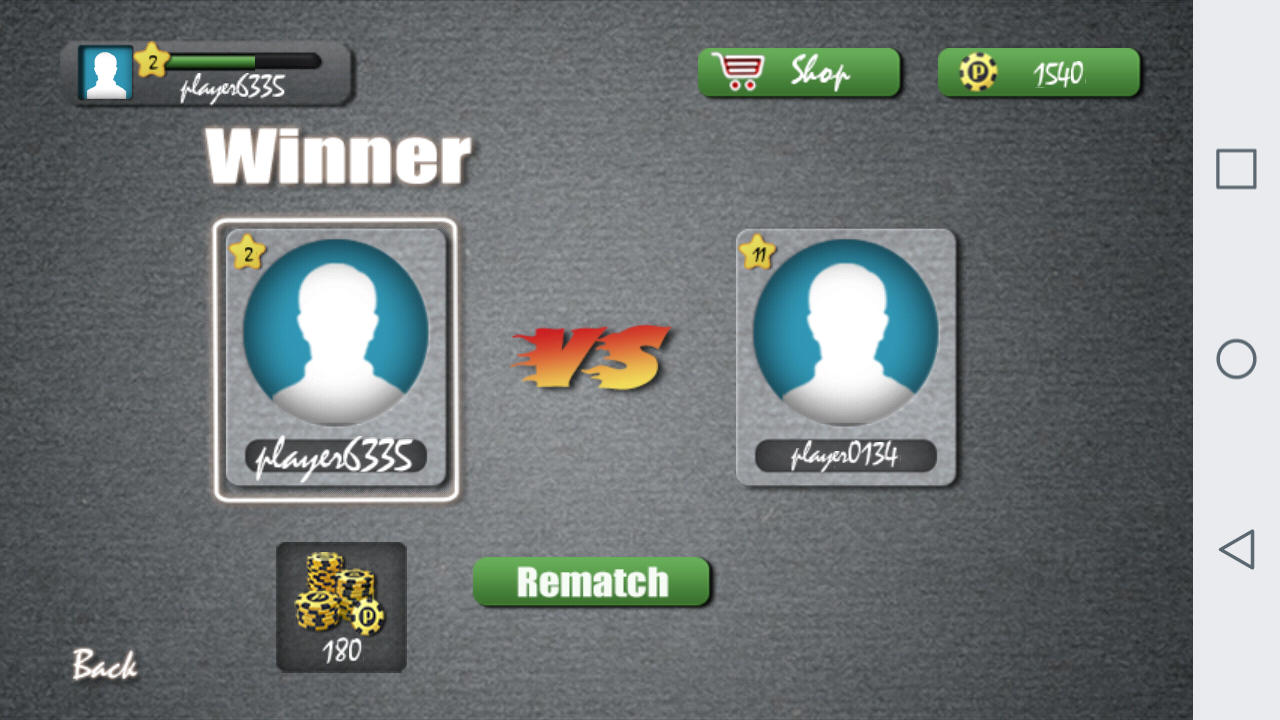 2
player6335
Shop
1540
Winner
2
11
VS
player6335
player0134
180
Rematch
Back